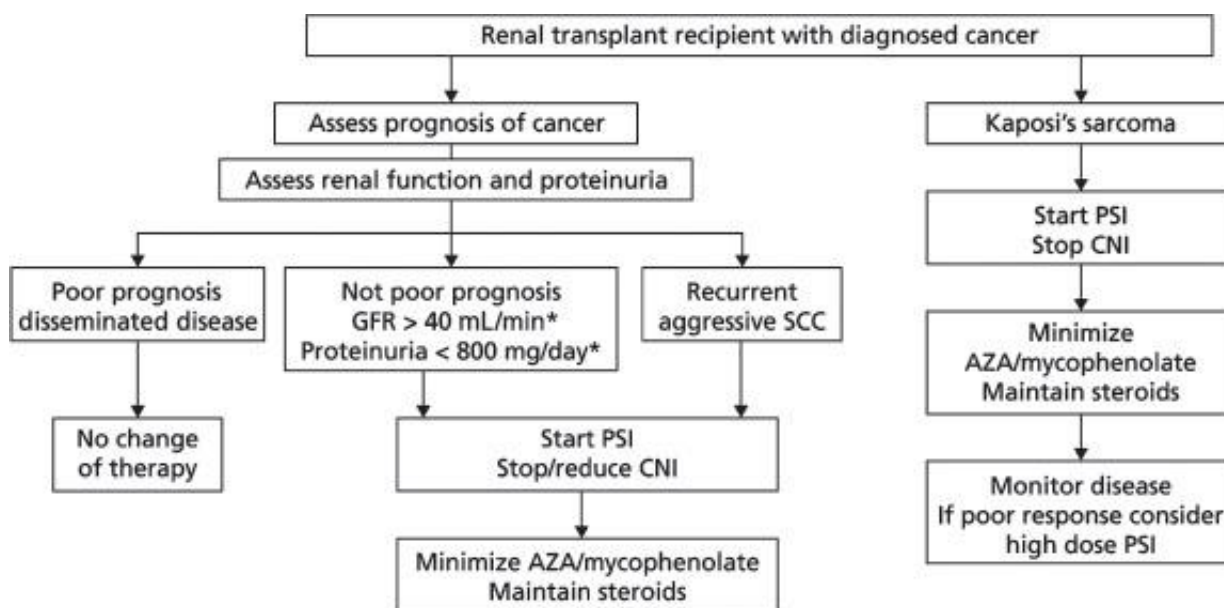 Renal transplant recipient with diagnosed cancer
Assess prognosis of cancer
Assess renal function and proteinuria
Poor prognosis
disseminated disease
Not poor prognosis
GFR > 40 mL/min*
Proteinuria < 800 mg/day*
Recurrent
aggressive SCC
No change
of therapy
Start PSI
Stop/reduce CNI
Minimize AZA/mycophenolate
Maintain steroids
Kaposi's sarcoma
Start PSI
Stop CNI
Minimize
AZA/mycophenolate
Maintain steroids
Monitor disease
If poor response consider
high dose PSI